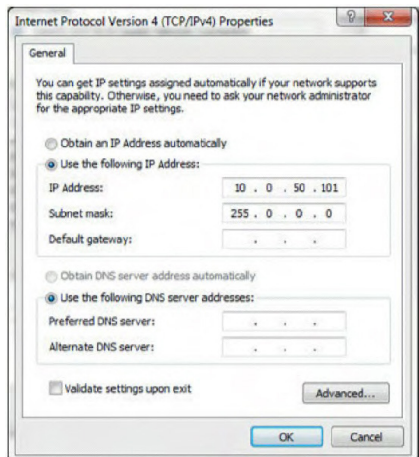 Internet Protocol Version 4 (TCP/IPv4) Properties
General
You can get IP settings assigned automatically if your network supports
this capability. Otherwise, you need to ask your network administrator
for the appropriate IP settings.
Obtain an IP Address automatically
Use the following IP Address:
IP Address: 10 . 0 . 50 . 101
Subnet mask: 255 . 0 . 0 . 0
Default gateway: . . .
Obtain DNS server address automatically
Use the following DNS server addresses:
Preferred DNS server: . . .
Alternate DNS server: . . .
Validate settings upon exit
Advanced...
OK Cancel